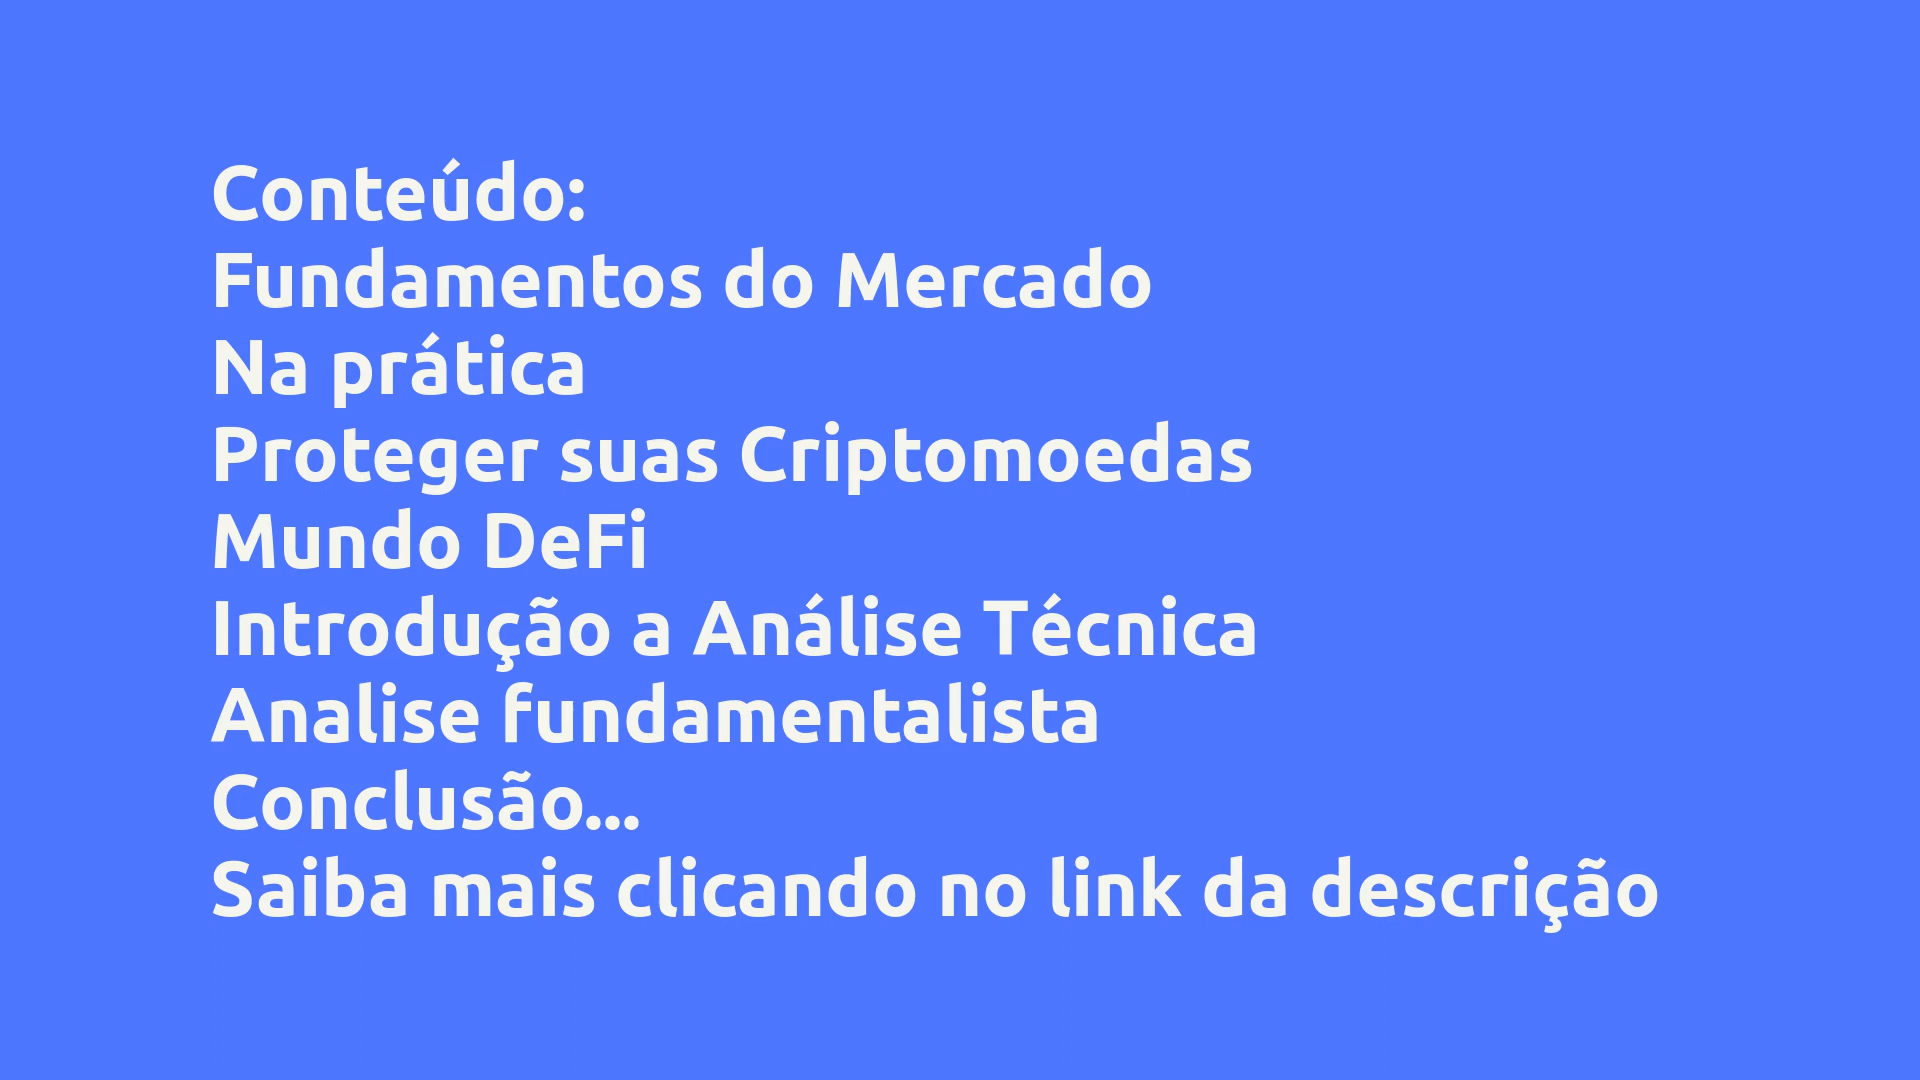 Conteúdo:
Fundamentos do Mercado
Na prática
Proteger suas Criptomoedas
Mundo DeFi
Introdução a Análise Técnica
Analise fundamentalista
Conclusão...
Saiba mais clicando no link da descrição